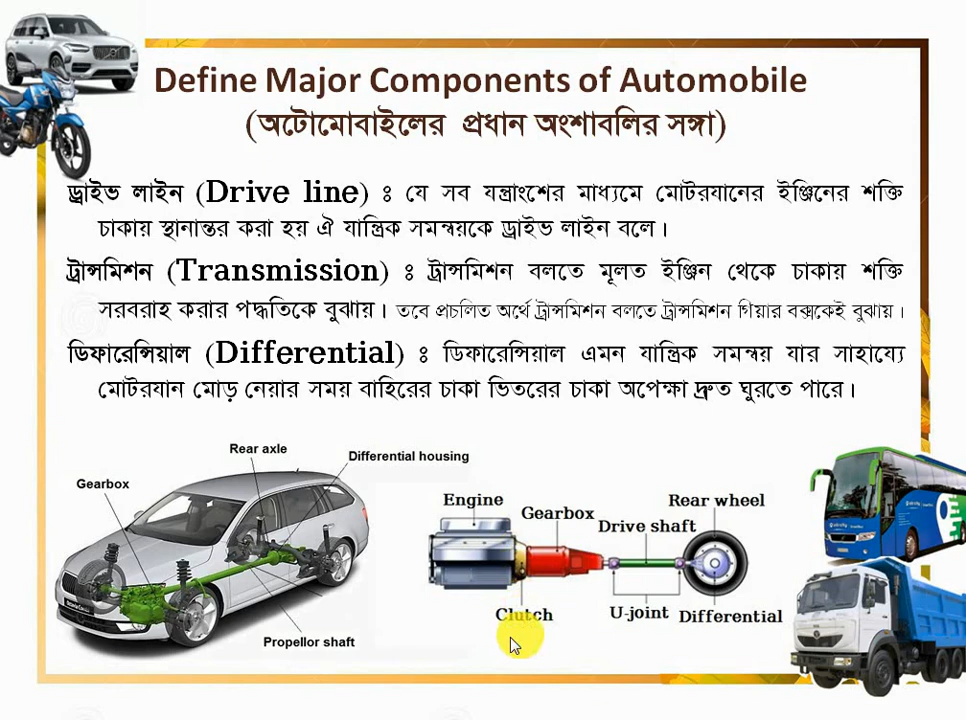 Define Major Components of Automobile
(অটোমোবাইলের প্রধান অংশাবলির সঙ্গা)
ড্রাইভ লাইন (Drive line) ঃ যে সব যন্ত্রাংশের মাধ্যমে মোটরযানের ইঞ্জিনের শক্তি
চাকায় স্থানান্তর করা হয় ঐ যান্ত্রিক সমন্বয়কে ড্রাইভ লাইন বলে।
ট্রান্সমিশন (Transmission) ঃ ট্রান্সমিশন বলতে মূলত ইঞ্জিন থেকে চাকায় শক্তি
সরবরাহ করার পদ্ধতিকে বুঝায়। তবে প্রচলিত অর্থে ট্রান্সমিশন বলতে ট্রান্সমিশন গিয়ার বক্সকেই বুঝায়।
ডিফারেন্সিয়াল (Differential) ঃ ডিফারেন্সিয়াল এমন যান্ত্রিক সমন্বয় যার সাহায্যে
মোটরযান মোড় নেয়ার সময় বাহিরের চাকা ভিতরের চাকা অপেক্ষা দ্রুত ঘুরতে পারে।
Rear axle
Differential housing
Gearbox
Propellor shaft
Engine
Gearbox
Drive shaft
Rear wheel
Clutch
U-joint
Differential